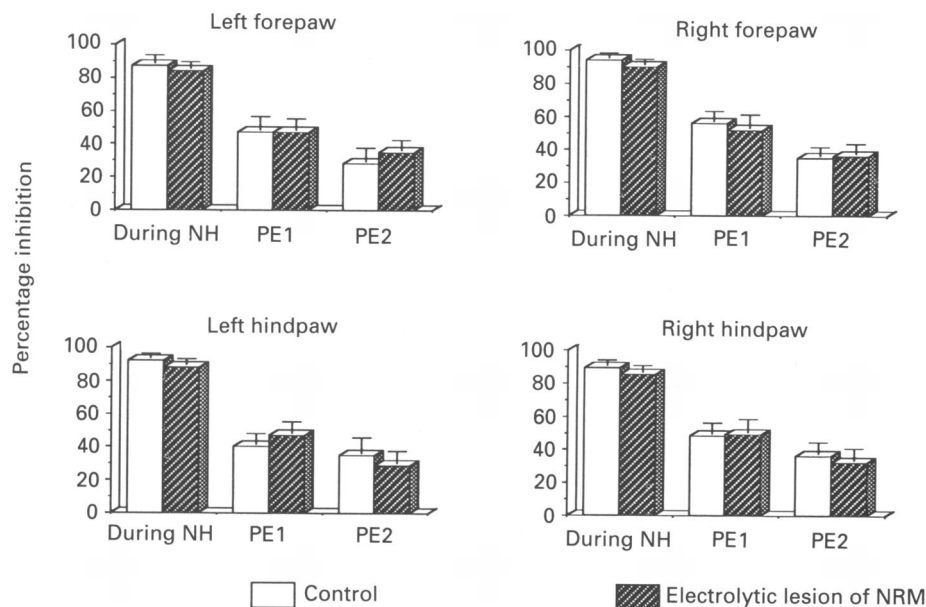 Percentage inhibition
Left forepaw
100
80
60
40
20
0
During NH PE1 PE2
Right forepaw
100
80
60
40
20
0
During NH PE1 PE2
Left hindpaw
100
80
60
40
20
0
During NH PE1 PE2
Right hindpaw
100
80
60
40
20
0
During NH PE1 PE2
Control
Electrolytic lesion of NRM